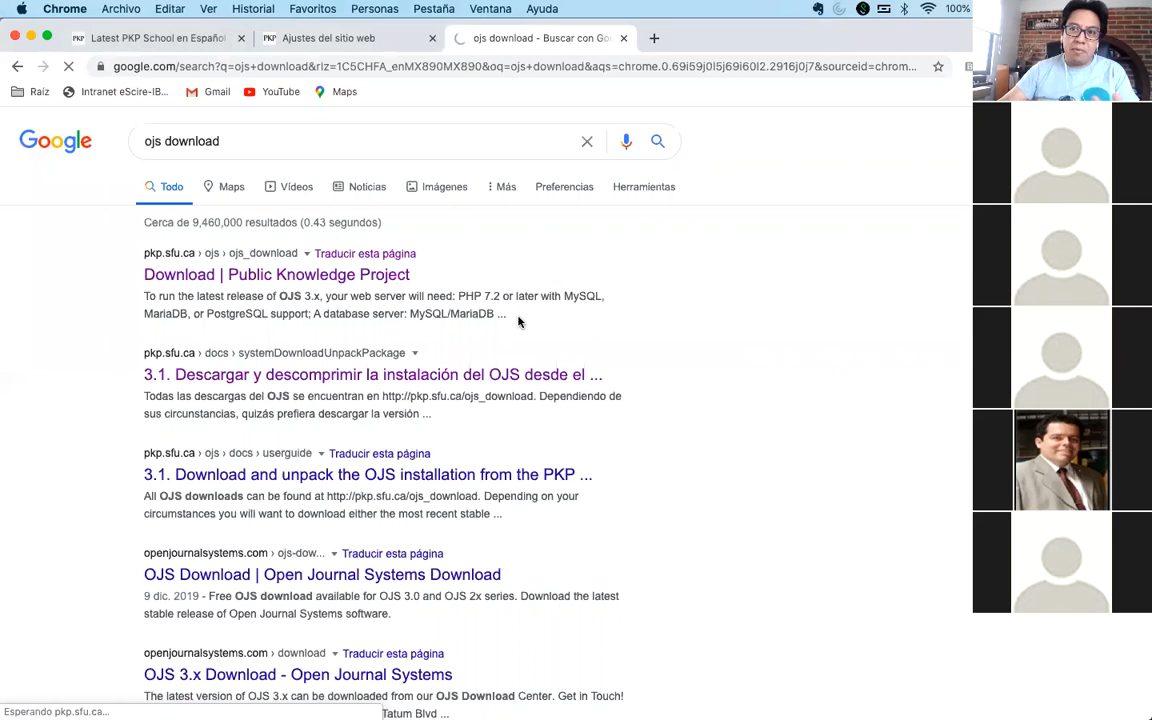 Chrome Archivo Editar Ver Historial Favoritos Personas Pestaña Ventana Ayuda 100%
PKP Latest PKP School en Español PKP Ajustes del sitio web ojs download - Buscar con Go
google.com/search?q=ojs+download&rlz=1C5CHFA_enMX890MX890&oq=ojs+download&aqs=chrome.0.69i59j0l5j69i60l2.2916j0j7&sourceid=chrom...
Raíz Intranet eScire-IB... Gmail YouTube Maps
Google
ojs download
Todo Maps Vídeos Noticias Imágenes Más Preferencias Herramientas
Cerca de 9,460,000 resultados (0.43 segundos)
pkp.sfu.ca › ojs › ojs_download Traducir esta página
Download | Public Knowledge Project
To run the latest release of OJS 3.x, your web server will need: PHP 7.2 or later with MySQL,
MariaDB, or PostgreSQL support; A database server: MySQL/MariaDB ...
pkp.sfu.ca › docs › systemDownloadUnpackPackage
3.1. Descargar y descomprimir la instalación del OJS desde el ...
Todas las descargas del OJS se encuentran en http://pkp.sfu.ca/ojs_download. Dependiendo de
sus circunstancias, quizás prefiera descargar la versión ...
pkp.sfu.ca › ojs › docs › userguide Traducir esta página
3.1. Download and unpack the OJS installation from the PKP ...
All OJS downloads can be found at http://pkp.sfu.ca/ojs_download. Depending on your
circumstances you will want to download either the most recent stable ...
openjournalsystems.com › ojs-dow... Traducir esta página
OJS Download | Open Journal Systems Download
9 dic. 2019 - Free OJS download available for OJS 3.0 and OJS 2x series. Download the latest
stable release of Open Journal Systems software.
openjournalsystems.com › download Traducir esta página
OJS 3.x Download - Open Journal Systems
The latest version of OJS 3.x can be downloaded from our OJS Download Center. Get in Touch!
Tatum Blvd ...
Esperando pkp.sfu.ca...